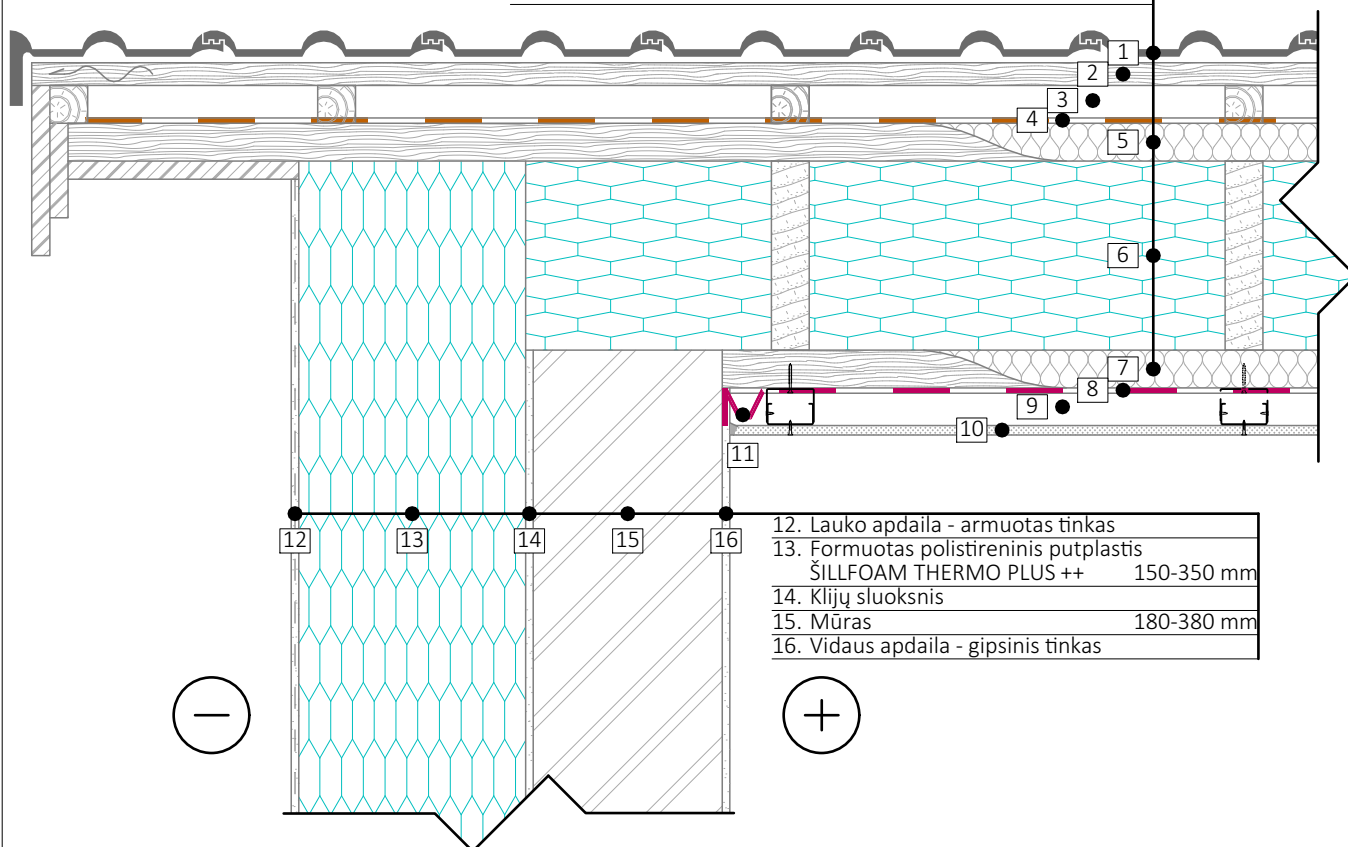 1
2
3
4
5
6
7
8
9
10
11
12 13 14 15 16
12. Lauko apdaila - armuotas tinkas
13. Formuotas polistireninis putplastis
ŠILLFOAM THERMO PLUS ++ 150-350 mm
14. Klijų sluoksnis
15. Mūras 180-380 mm
16. Vidaus apdaila - gipsinis tinkas